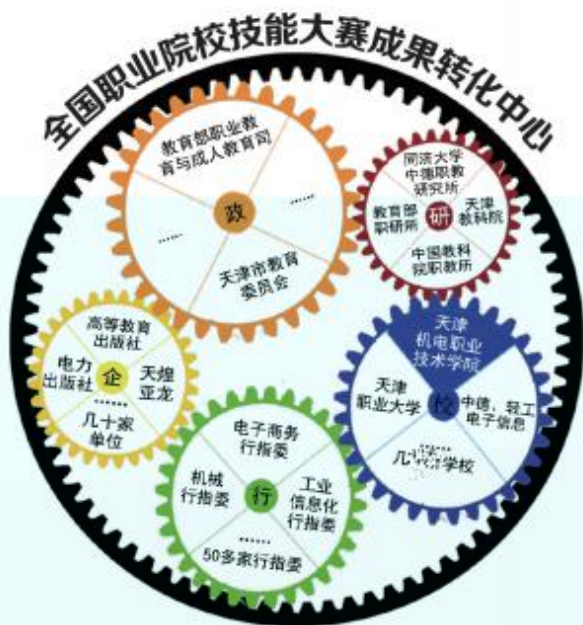 全国职业院校技能大赛成果转化中心
教育部职业教
育与成人教育司
......
政
......
天津市教育
委员会
同济大学
中德职教
研究所
教育部
职研所
研
天津
教科院
中国教科
院职教所
高等教育
出版社
电力
出版社
企
天煌
亚龙
......
几十家
单位
天津
机电职业
技术学院
天津
职业大学
校
中德、轻工
电子信息
......
学校
电子商务
行指委
机械
行指委
行
工业
信息化
行指委
......
50多家行指委